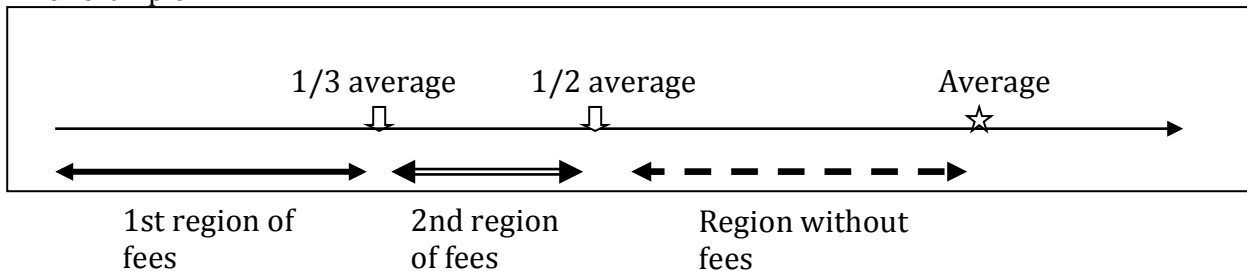 1/3 average 1/2 average Average
1st region of 2nd region Region without
fees of fees fees